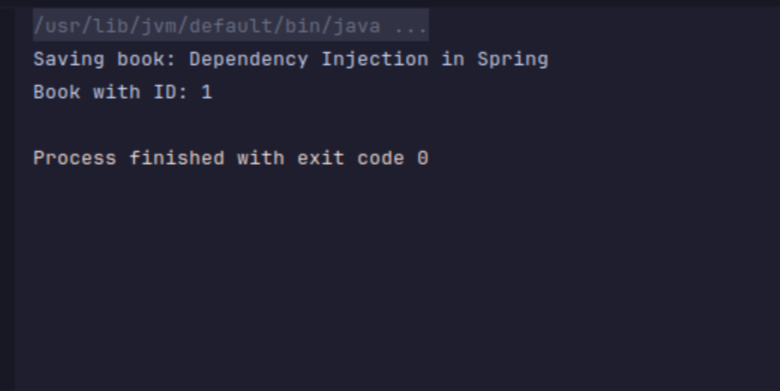 /usr/lib/jvm/default/bin/java ...
Saving book: Dependency Injection in Spring
Book with ID: 1
Process finished with exit code 0